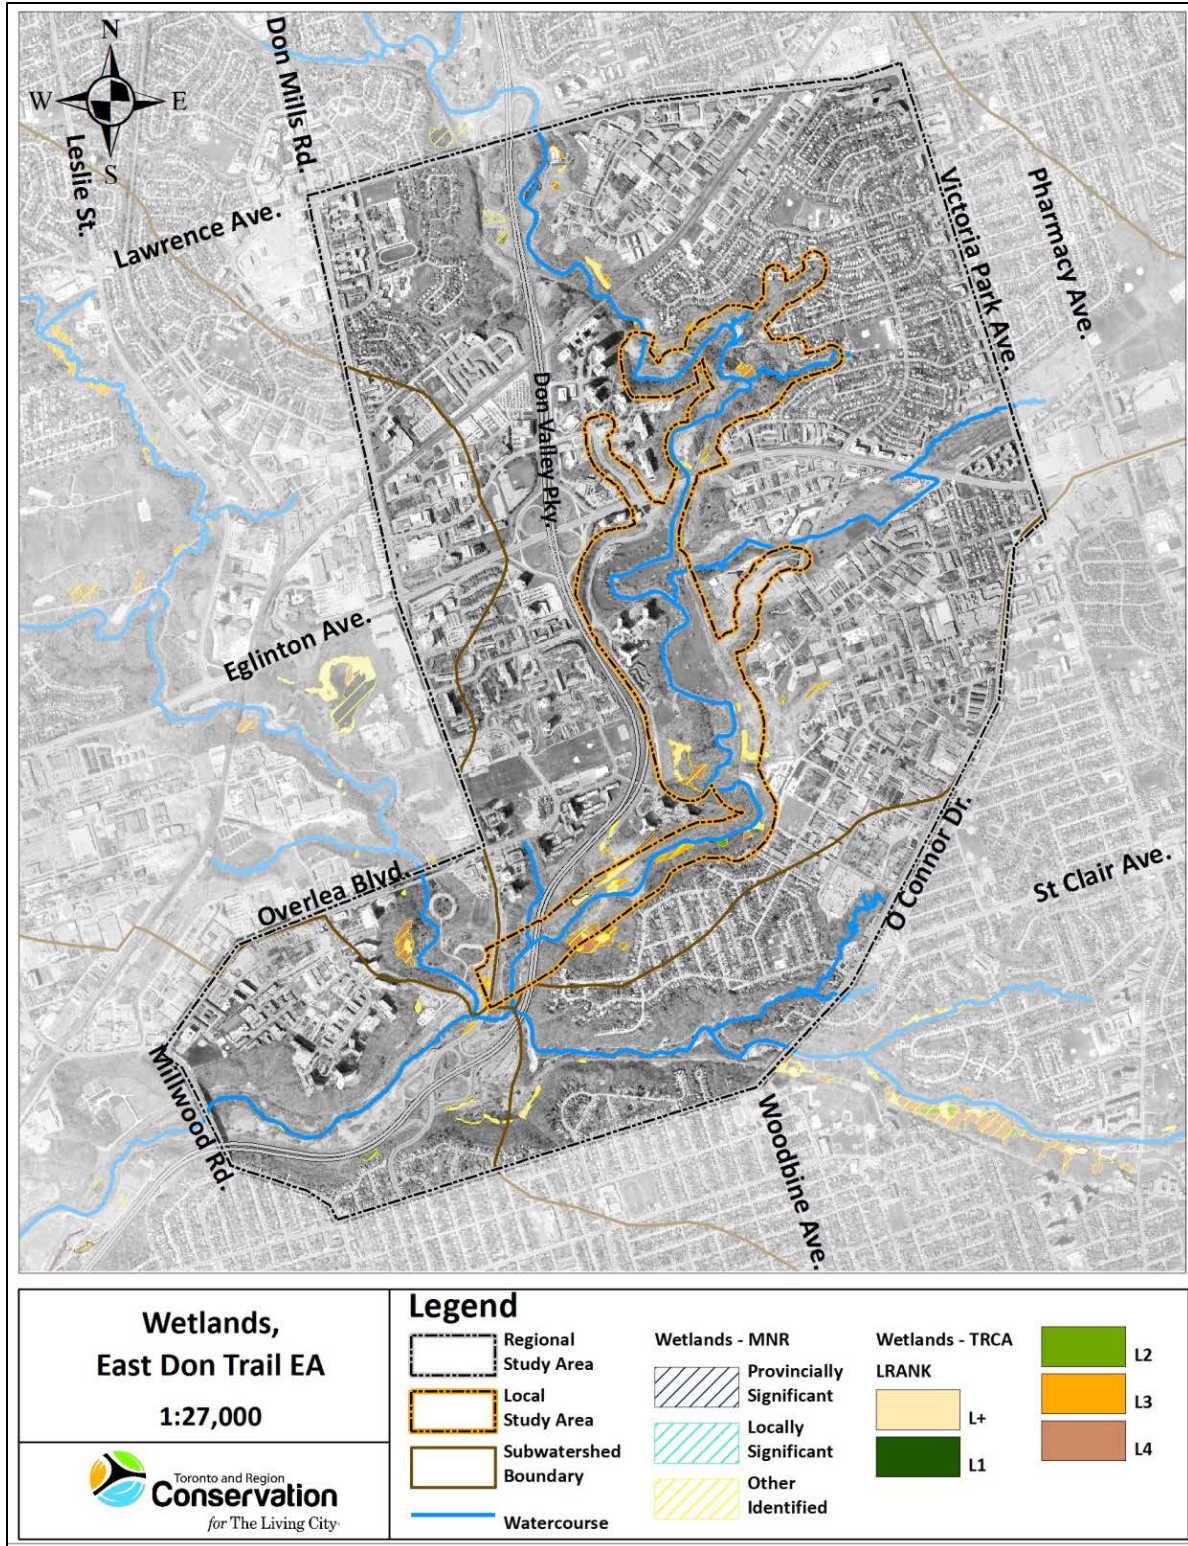 N
W
E
S
Don Mills Rd.
Leslie St.
Lawrence Ave.
Victoria Park Ave.
Pharmacy Ave.
Don Valley Pky.
Eglinton Ave.
Overlea Blvd.
O Connor Dr.
St Clair Ave.
Millwood Rd.
Woodbine Ave.
Wetlands,
East Don Trail EA
1:27,000
Toronto and Region
Conservation
for The Living City·
Legend
Regional
Study Area
Local
Study Area
Subwatershed
Boundary
Watercourse
Wetlands - MNR
Provincially
Significant
Locally
Significant
Other
Identified
Wetlands - TRCA
LRANK
L+
L1
L2
L3
L4